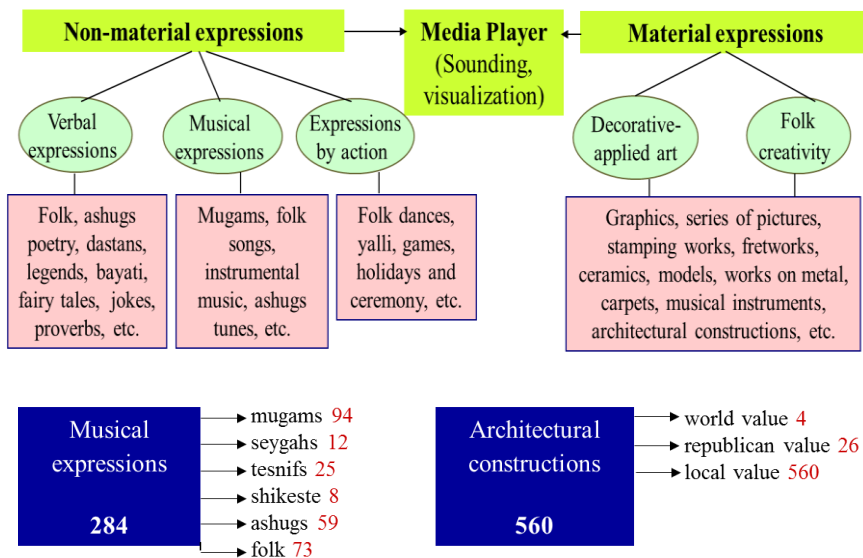 Non-material expressions
Media Player
(Sounding,
visualization)
Material expressions
Verbal
expressions
Musical
expressions
Expressions
by action
Decorative-
applied art
Folk
creativity
Folk, ashugs
poetry, dastans,
legends, bayati,
fairy tales, jokes,
proverbs, etc.
Mugams, folk
songs,
instrumental
music, ashugs
tunes, etc.
Folk dances,
yalli, games,
holidays and
ceremony, etc.
Graphics, series of pictures,
stamping works, fretworks,
ceramics, models, works on metal,
carpets, musical instruments,
architectural constructions, etc.
Musical
expressions
284
mugams 94
seygahs 12
tesnifs 25
shikeste 8
ashugs 59
folk 73
Architectural
constructions
560
world value 4
republican value 26
local value 560